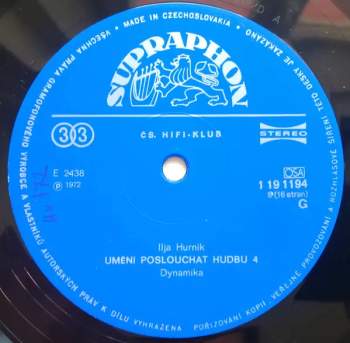 • MADE IN CZECHOSLOVAKIA •
VŠECHNA PRÁVA GRAMOFONOVÉHO VÝROBCE A VLASTNÍKŮ AUTORSKÝCH PRÁV K DÍLU VYHRAŽENA
POŘIZOVÁNÍ KOPIÍ, VEŘEJNÉ PROVOZOVÁNÍ A ROZHLASOVÉ ŠÍŘENÍ TÉTO DESKY JE ZAKÁZÁNO
SUPRAPHON
33
ČS. HIFI-KLUB
STEREO
E 2438
Ⓟ 1972
OSA
1 19 1194
(16 stran)
G
Ilja Hurník
UMĚNÍ POSLOUCHAT HUDBU 4
Dynamika